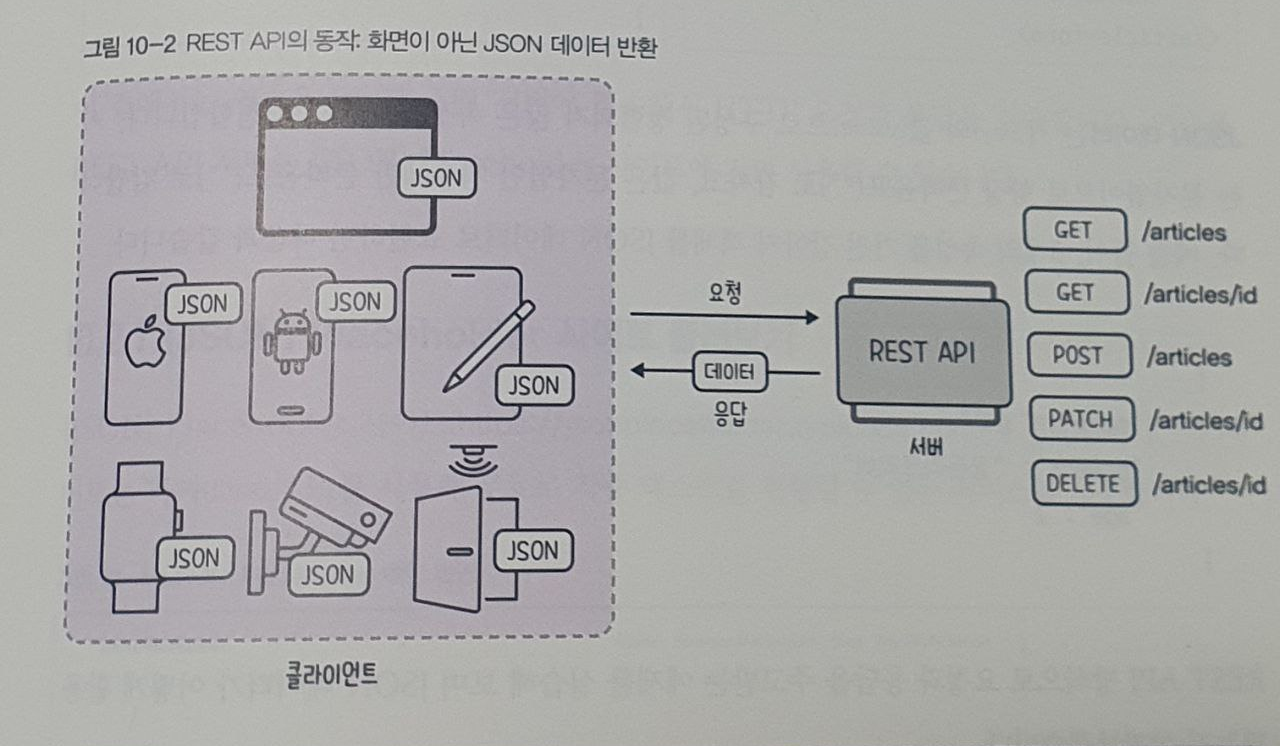 그림 10-2 REST API의 동작: 화면이 아닌 JSON 데이터 반환
JSON
JSON
JSON
JSON
JSON
JSON
JSON
클라이언트
요청
데이터
응답
REST API
서버
GET /articles
GET /articles/id
POST /articles
PATCH /articles/id
DELETE /articles/id